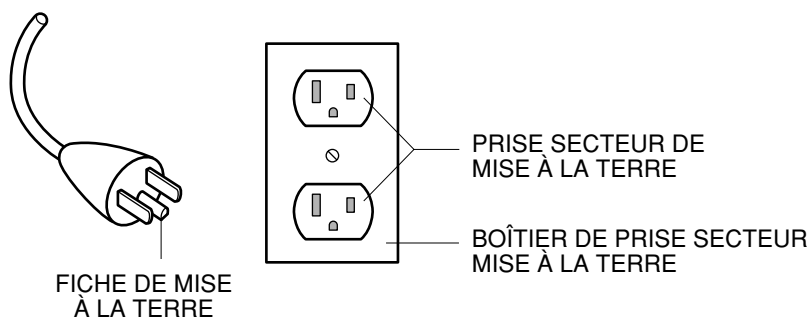 PRISE SECTEUR DE
MISE À LA TERRE
BOÎTIER DE PRISE SECTEUR
MISE À LA TERRE
FICHE DE MISE
À LA TERRE